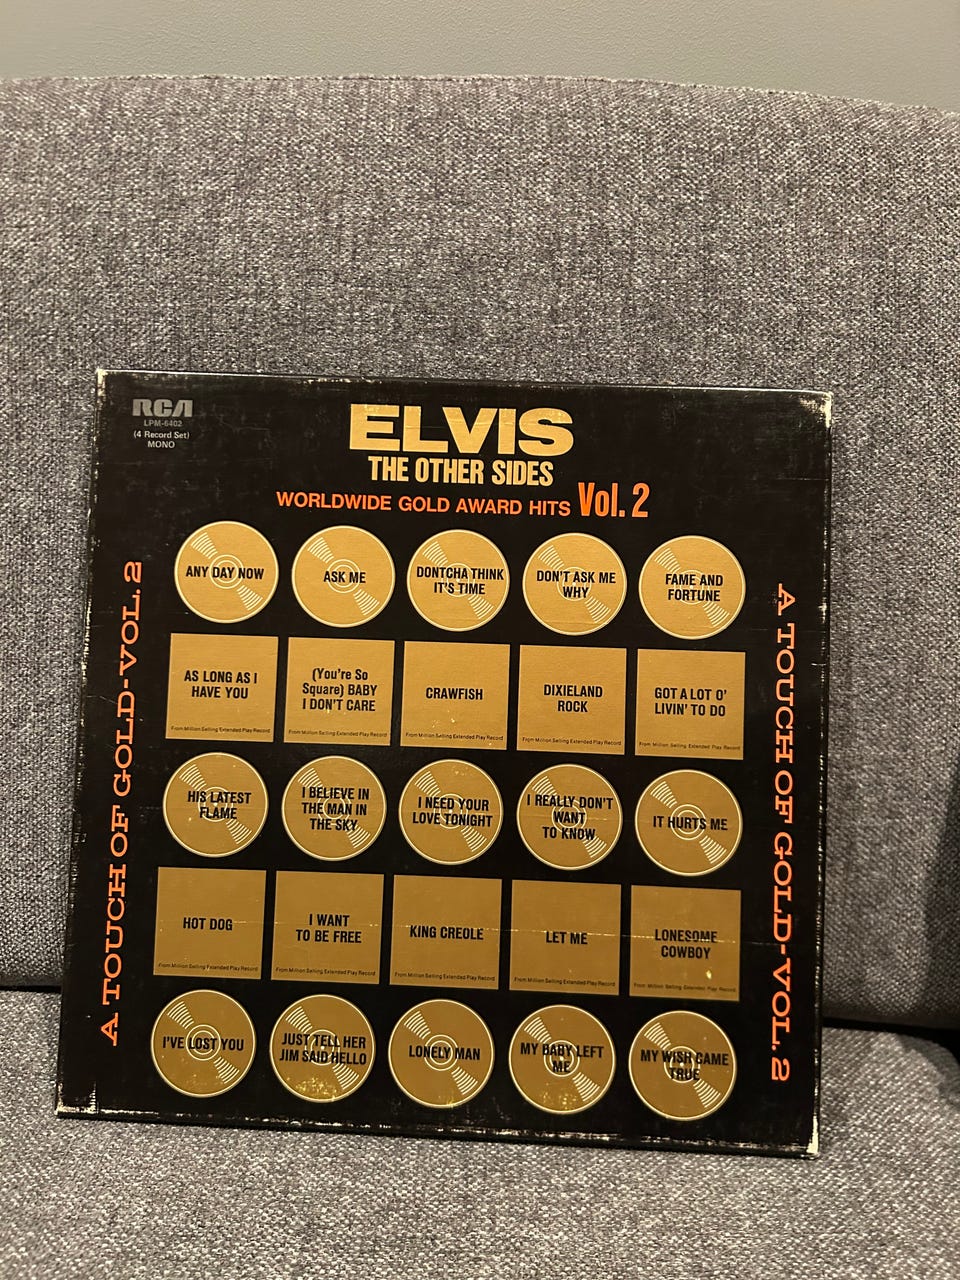 RCA
LPM-6402
(4 Record Set)
MONO
ELVIS
THE OTHER SIDES
WORLDWIDE GOLD AWARD HITS Vol. 2
A TOUCH OF GOLD-VOL. 2
ANY DAY NOW
ASK ME
DONTCHA THINK
IT'S TIME
DON'T ASK ME
WHY
FAME AND
FORTUNE
AS LONG AS I
HAVE YOU
From Million Selling Extended Play Record
(You're So
Square) BABY
I DON'T CARE
From Million Selling Extended Play Record
CRAWFISH
From Million Selling Extended Play Record
DIXIELAND
ROCK
From Million Selling Extended Play Record
GOT A LOT O'
LIVIN' TO DO
From Million Selling Extended Play Record
HIS LATEST
FLAME
I BELIEVE IN
THE MAN IN
THE SKY
I NEED YOUR
LOVE TONIGHT
I REALLY DON'T
WANT
TO KNOW
IT HURTS ME
HOT DOG
From Million Selling Extended Play Record
I WANT
TO BE FREE
From Million Selling Extended Play Record
KING CREOLE
From Million Selling Extended Play Record
LET ME
From Million Selling Extended Play Record
LONESOME
COWBOY
From Million Selling Extended Play Record
I'VE LOST YOU
JUST TELL HER
JIM SAID HELLO
LONELY MAN
MY BABY LEFT
ME
MY WISH CAME
TRUE
A TOUCH OF GOLD-VOL. 2